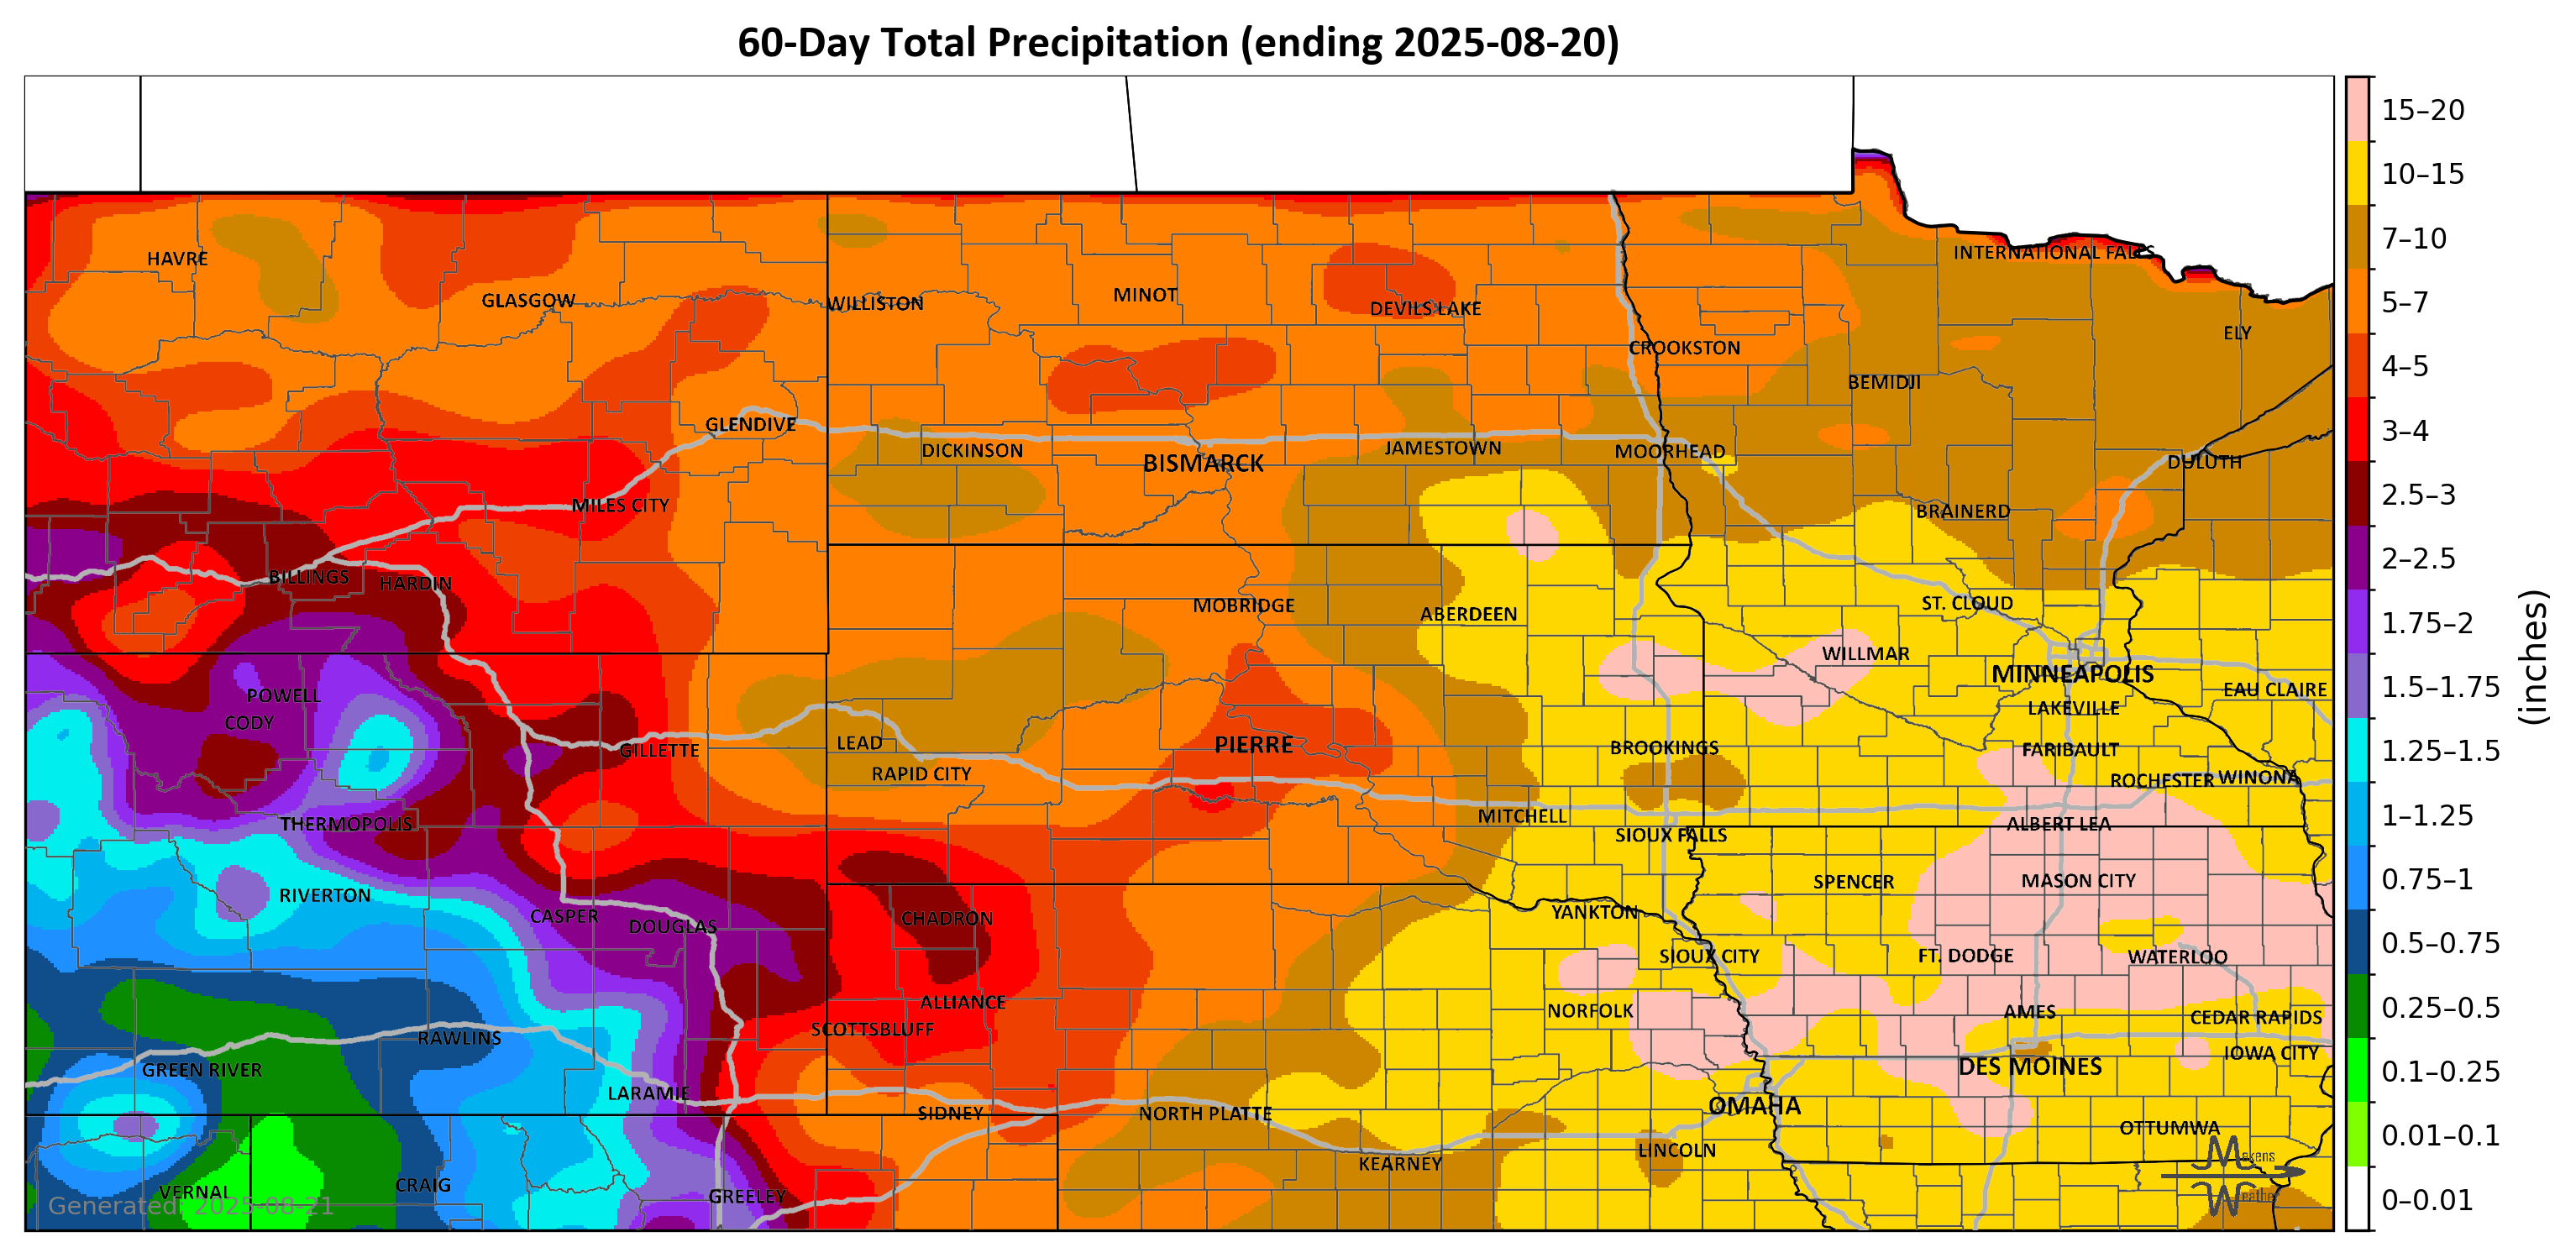 60-Day Total Precipitation (ending 2025-08-20)
15–20
10–15
7–10
5–7
4–5
3–4
2.5–3
2–2.5
1.75–2
1.5–1.75
1.25–1.5
1–1.25
0.75–1
0.5–0.75
0.25–0.5
0.1–0.25
0.01–0.1
0–0.01
(inches)
INTERNATIONAL FALLS
HAVRE
GLASGOW
WILLISTON
MINOT
DEVILS LAKE
ELY
CROOKSTON
BEMIDJI
GLENDIVE
DICKINSON
BISMARCK
JAMESTOWN
MOORHEAD
DULUTH
MILES CITY
BRAINERD
BILLINGS
HARDIN
MOBRIDGE
ABERDEEN
ST. CLOUD
WILLMAR
MINNEAPOLIS
EAU CLAIRE
POWELL
CODY
LAKEVILLE
GILLETTE
LEAD
PIERRE
BROOKINGS
FARIBAULT
RAPID CITY
ROCHESTER
WINONA
THERMOPOLIS
MITCHELL
SIOUX FALLS
ALBERT LEA
RIVERTON
SPENCER
MASON CITY
CASPER
DOUGLAS
CHADRON
YANKTON
SIOUX CITY
FT. DODGE
WATERLOO
ALLIANCE
NORFOLK
AMES
CEDAR RAPIDS
SCOTTSBLUFF
RAWLINS
IOWA CITY
GREEN RIVER
DES MOINES
LARAMIE
SIDNEY
NORTH PLATTE
OMAHA
OTTUMWA
LINCOLN
KEARNEY
VERNAL
CRAIG
GREELEY
Generated: 2025-08-21
Makens
Weather